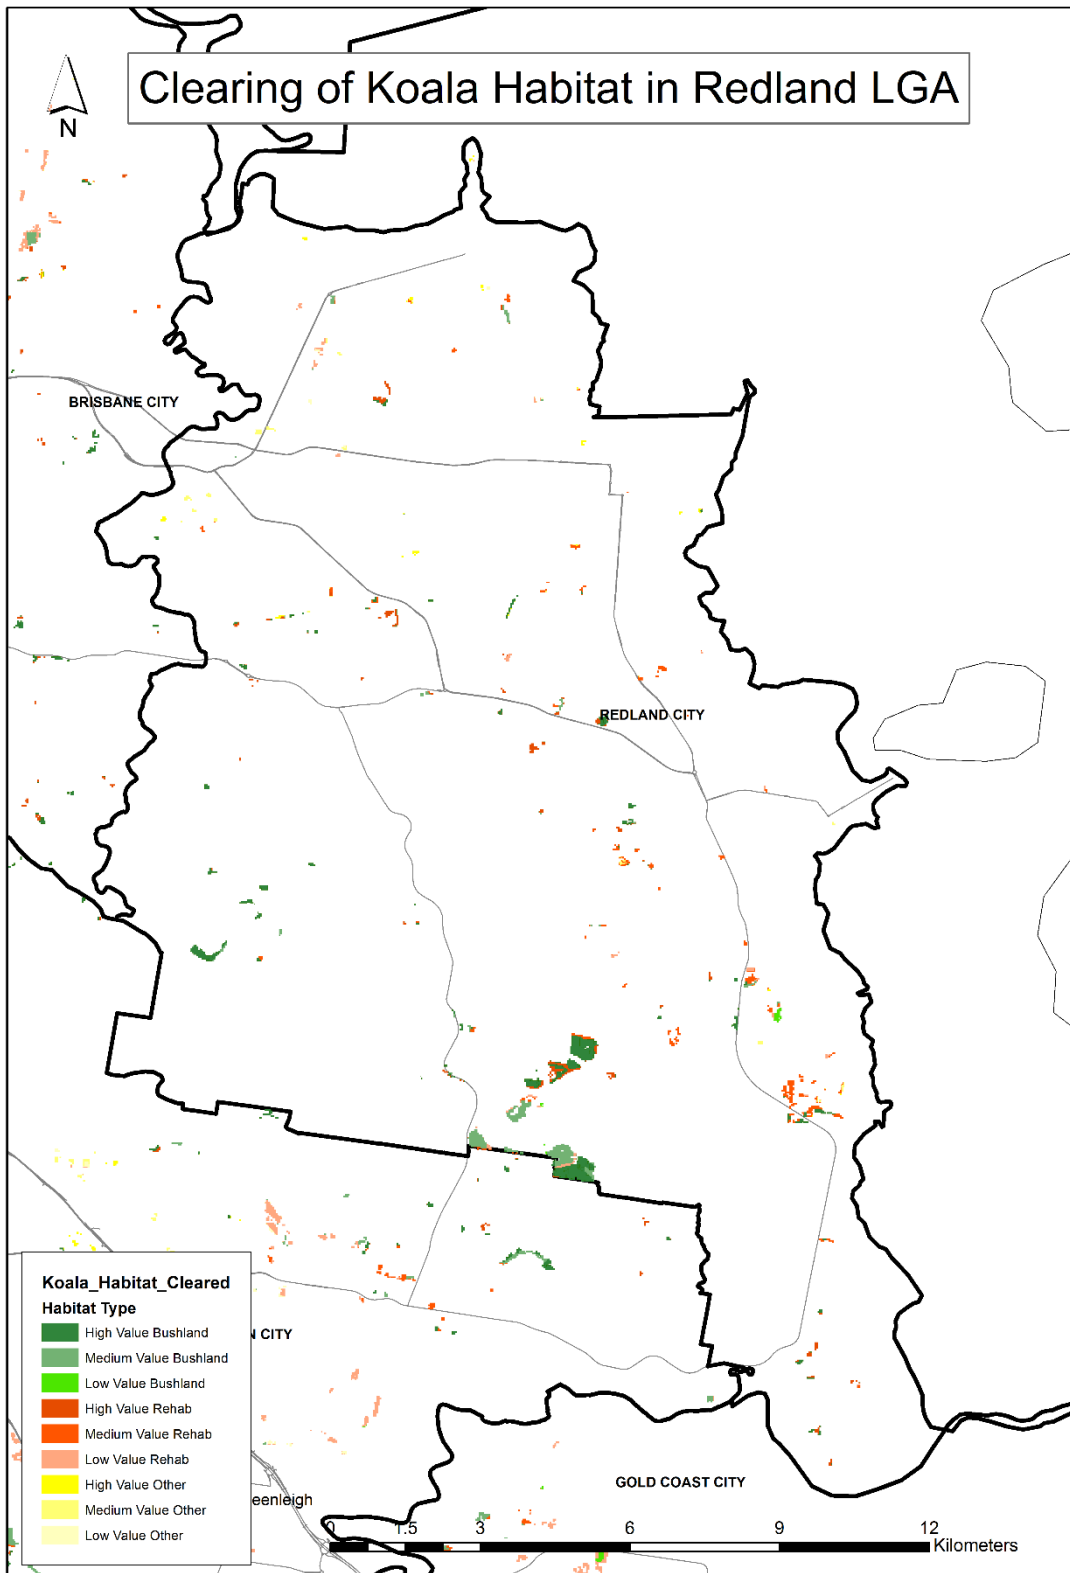 Clearing of Koala Habitat in Redland LGA
N
BRISBANE CITY
REDLAND CITY
Koala_Habitat_Cleared
Habitat Type
High Value Bushland
Medium Value Bushland
Low Value Bushland
High Value Rehab
Medium Value Rehab
Low Value Rehab
High Value Other
Medium Value Other
Low Value Other
N CITY
GOLD COAST CITY
eenleigh
0 1.5 3 6 9 12
Kilometers